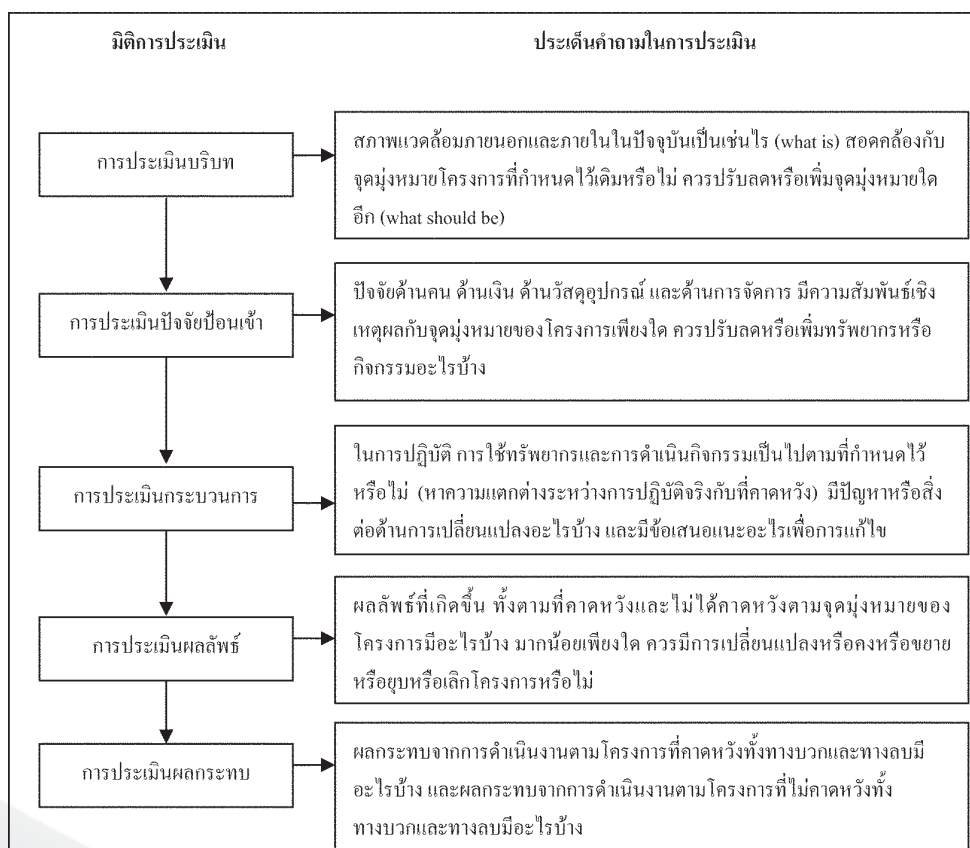 มิติการประเมิน
ประเด็นคำถามในการประเมิน
การประเมินบริบท
สภาพแวดล้อมภายนอกและภายในในปัจจุบันเป็นเช่นไร (what is) สอดคล้องกับ
จุดมุ่งหมายโครงการที่กำหนดไว้เดิมหรือไม่ ควรปรับลดหรือเพิ่มจุดมุ่งหมายใด
อีก (what should be)
การประเมินปัจจัยป้อนเข้า
ปัจจัยด้านคน ด้านเงิน ด้านวัสดุอุปกรณ์ และด้านการจัดการ มีความสัมพันธ์เชิง
เหตุผลกับจุดมุ่งหมายของโครงการเพียงใด ควรปรับลดหรือเพิ่มทรัพยากรหรือ
กิจกรรมอะไรบ้าง
การประเมินกระบวนการ
ในการปฏิบัติ การใช้ทรัพยากรและการดำเนินกิจกรรมเป็นไปตามที่กำหนดไว้
หรือไม่ (หาความแตกต่างระหว่างการปฏิบัติจริงกับที่คาดหวัง) มีปัญหาหรือสิ่ง
ต่อต้านการเปลี่ยนแปลงอะไรบ้าง และมีข้อเสนอแนะอะไรเพื่อการแก้ไข
การประเมินผลลัพธ์
ผลลัพธ์ที่เกิดขึ้น ทั้งตามที่คาดหวังและไม่ได้คาดหวังตามจุดมุ่งหมายของ
โครงการมีอะไรบ้าง มากน้อยเพียงใด ควรมีการเปลี่ยนแปลงหรือคงหรือขยาย
หรือยุบหรือเลิกโครงการหรือไม่
การประเมินผลกระทบ
ผลกระทบจากการดำเนินงานตามโครงการที่คาดหวังทั้งทางบวกและทางลบมี
อะไรบ้าง และผลกระทบจากการดำเนินงานตามโครงการที่ไม่คาดหวังทั้ง
ทางบวกและทางลบมีอะไรบ้าง